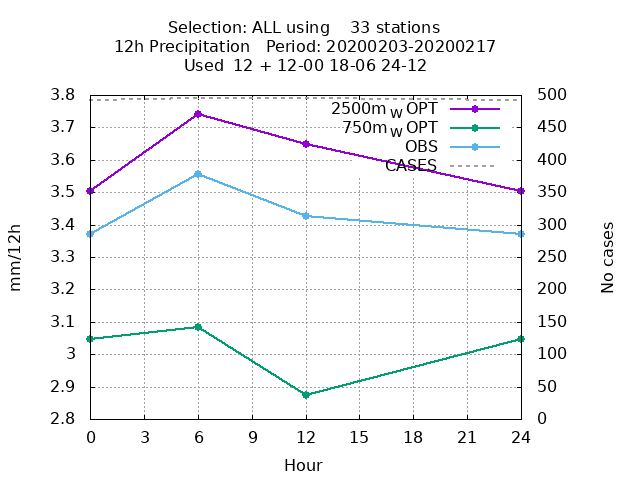 Selection: ALL using    33 stations
12h Precipitation   Period: 20200203-20200217
Used  12 + 12-00 18-06 24-12
3.8
3.7
3.6
3.5
3.4
3.3
3.2
3.1
3
2.9
2.8
500
450
400
350
300
250
200
150
100
50
0
2500m W OPT
750m W OPT
OBS
CASES
mm/12h
No cases
0 3 6 9 12 15 18 21 24
Hour